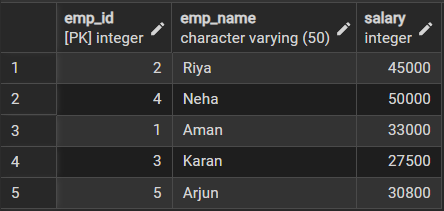 emp_id emp_name salary
[PK] integer character varying (50) integer
1 2 Riya 45000
2 4 Neha 50000
3 1 Aman 33000
4 3 Karan 27500
5 5 Arjun 30800